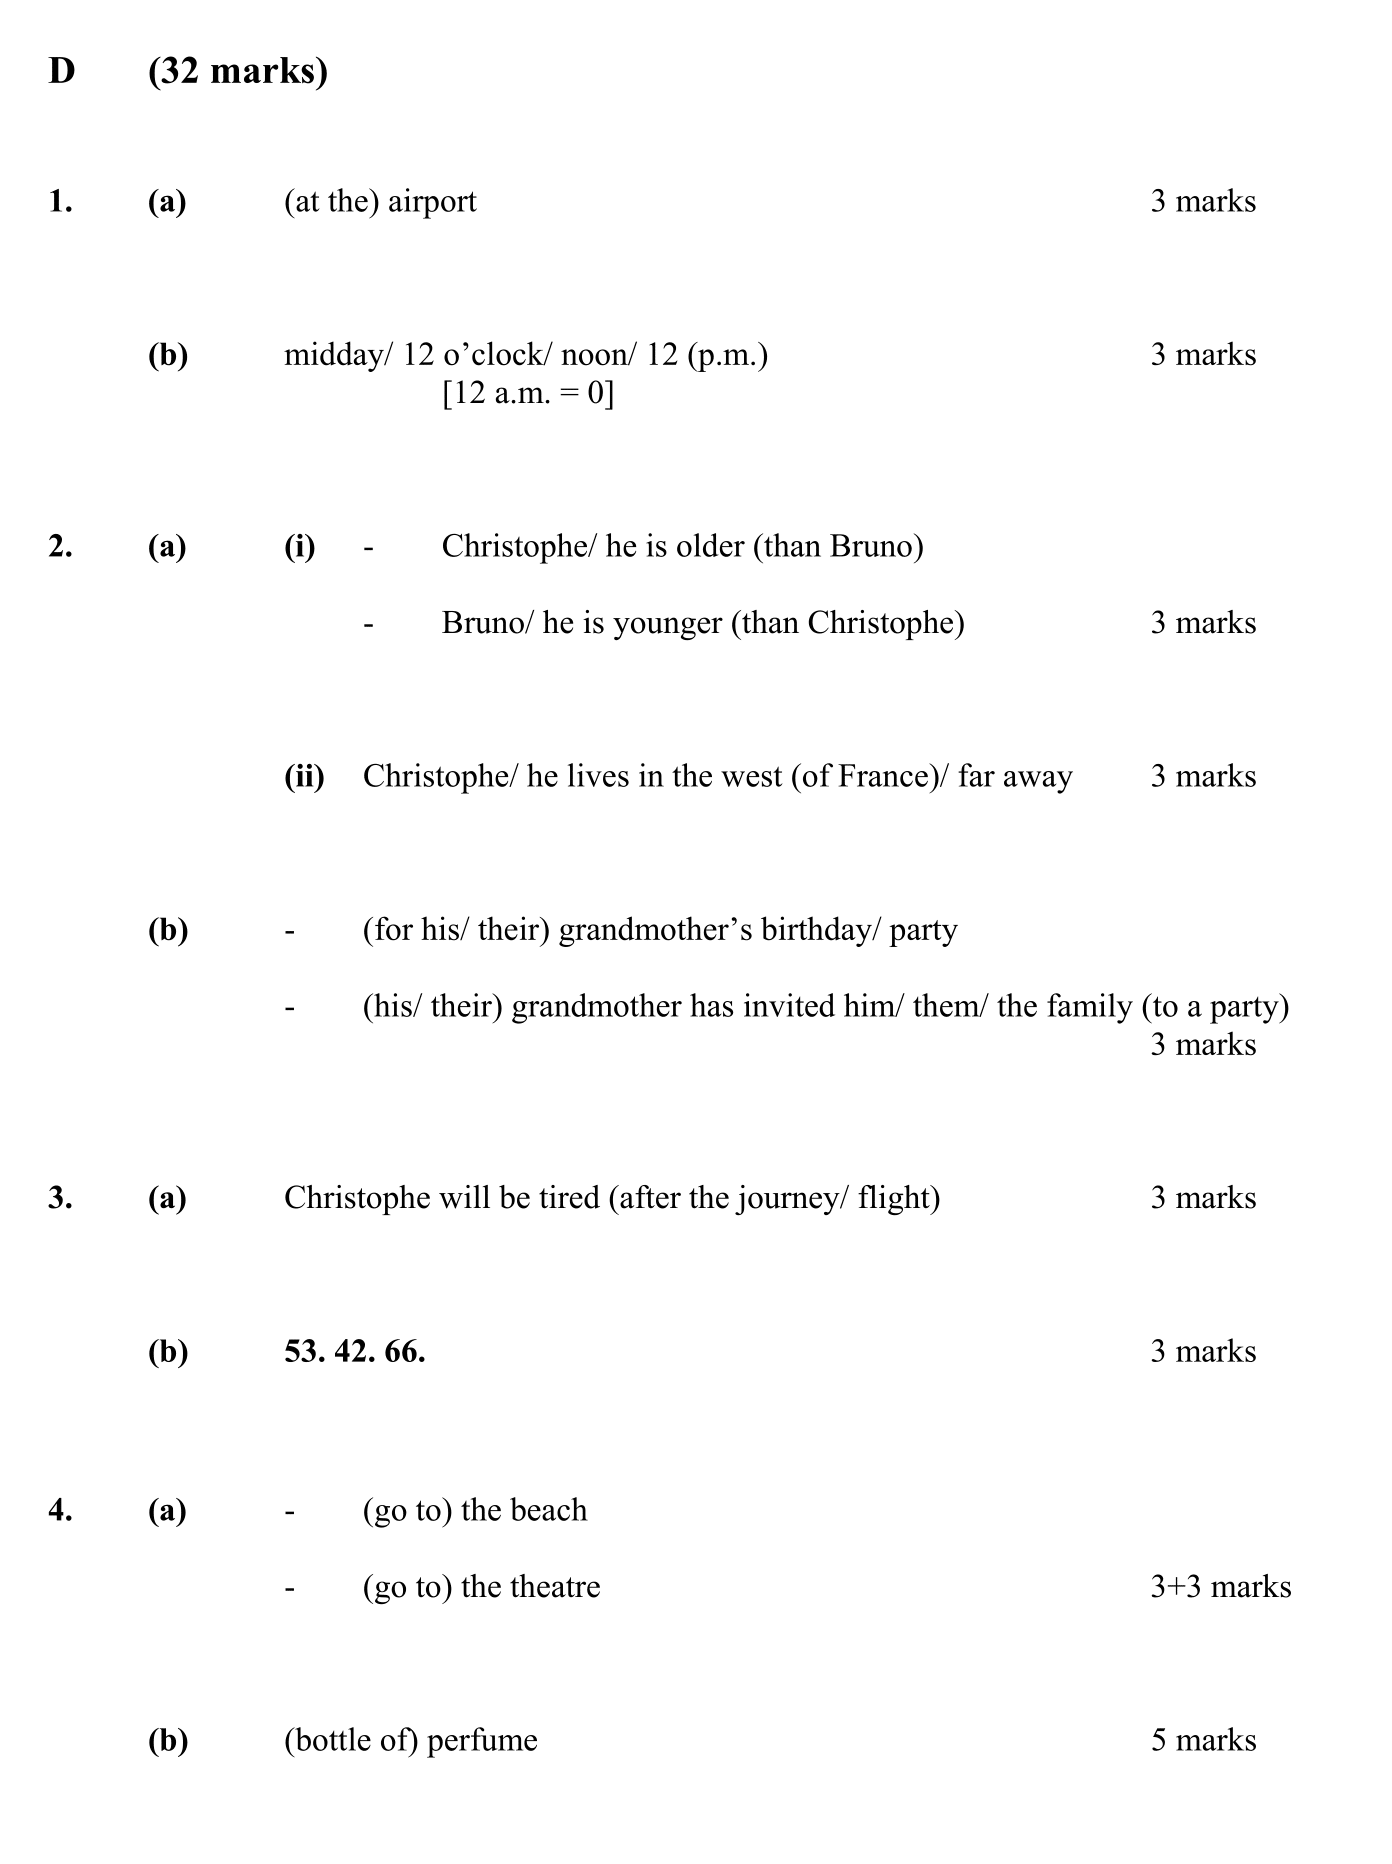 D (32 marks)
1. (a) (at the) airport 3 marks
(b) midday/ 12 o’clock/ noon/ 12 (p.m.) 3 marks
[12 a.m. = 0]
2. (a) (i) - Christophe/ he is older (than Bruno)
- Bruno/ he is younger (than Christophe) 3 marks
(ii) Christophe/ he lives in the west (of France)/ far away 3 marks
(b) - (for his/ their) grandmother’s birthday/ party
- (his/ their) grandmother has invited him/ them/ the family (to a party)
3 marks
3. (a) Christophe will be tired (after the journey/ flight) 3 marks
(b) 53. 42. 66. 3 marks
4. (a) - (go to) the beach
- (go to) the theatre 3+3 marks
(b) (bottle of) perfume 5 marks